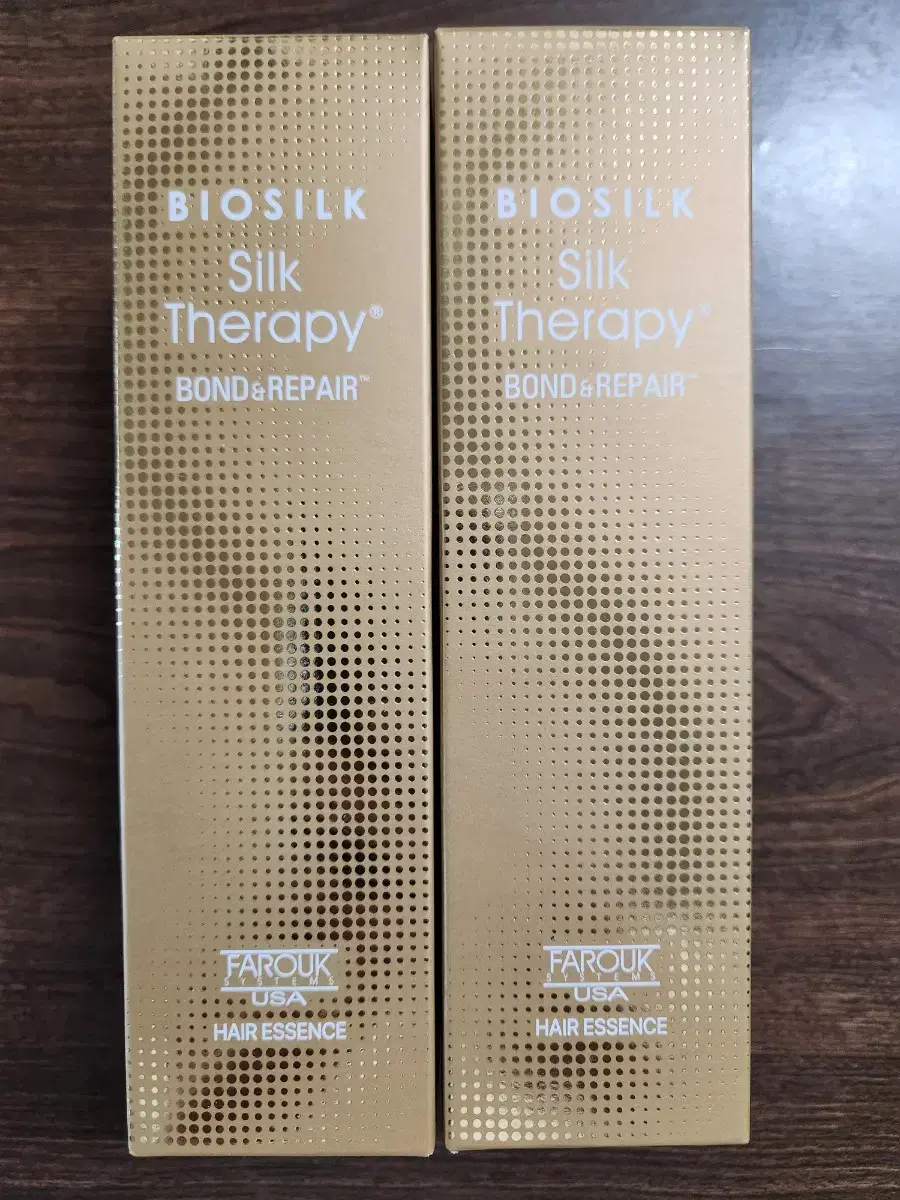 BIOSILK
Silk
Therapy®
BOND&REPAIR™
FAROUK
SYSTEMS
USA
HAIR ESSENCE
BIOSILK
Silk
Therapy®
BOND&REPAIR™
FAROUK
SYSTEMS
USA
HAIR ESSENCE